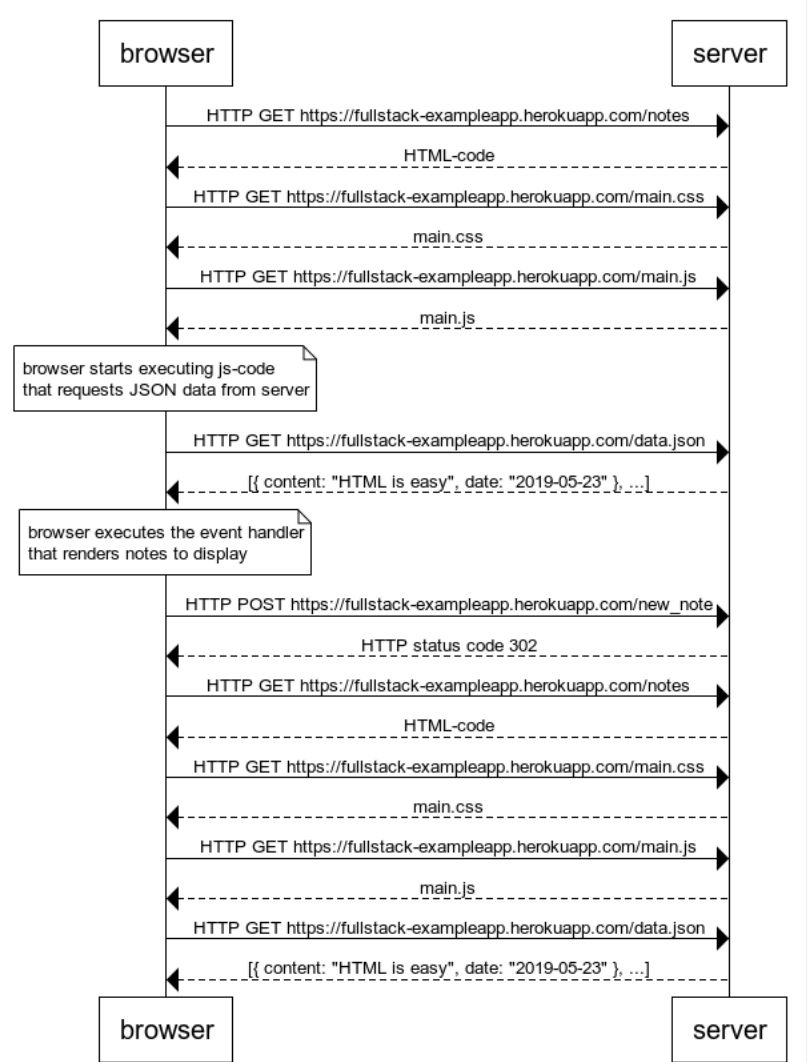 browser
server
HTTP GET https://fullstack-exampleapp.herokuapp.com/notes
HTML-code
HTTP GET https://fullstack-exampleapp.herokuapp.com/main.css
main.css
HTTP GET https://fullstack-exampleapp.herokuapp.com/main.js
main.js
browser starts executing js-code
that requests JSON data from server
HTTP GET https://fullstack-exampleapp.herokuapp.com/data.json
[{ content: "HTML is easy", date: "2019-05-23" }, ...]
browser executes the event handler
that renders notes to display
HTTP POST https://fullstack-exampleapp.herokuapp.com/new_note
HTTP status code 302
HTTP GET https://fullstack-exampleapp.herokuapp.com/notes
HTML-code
HTTP GET https://fullstack-exampleapp.herokuapp.com/main.css
main.css
HTTP GET https://fullstack-exampleapp.herokuapp.com/main.js
main.js
HTTP GET https://fullstack-exampleapp.herokuapp.com/data.json
[{ content: "HTML is easy", date: "2019-05-23" }, ...]
browser
server